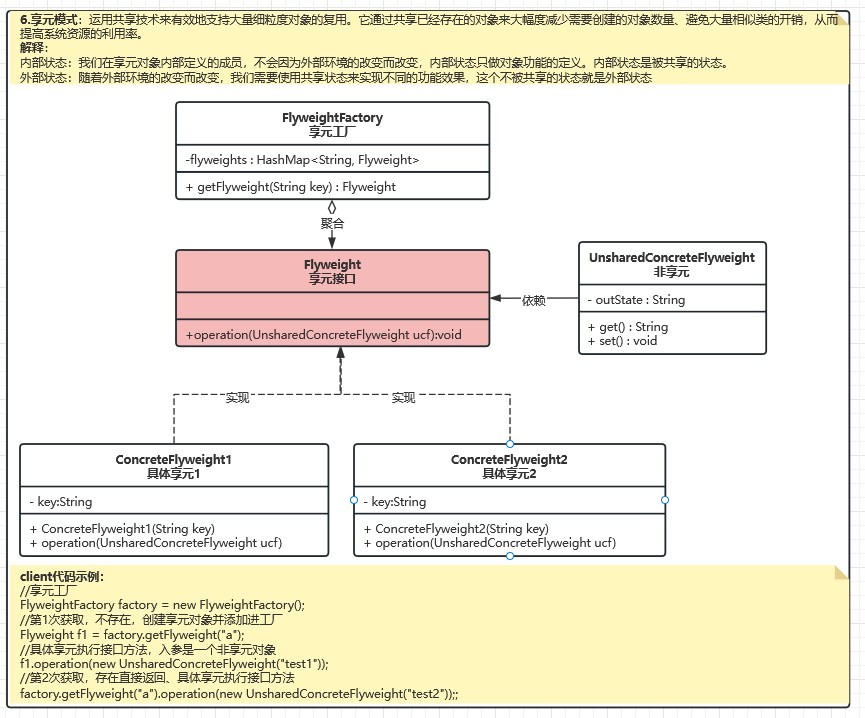 6.享元模式：运用共享技术来有效地支持大量细粒度对象的复用。它通过共享已经存在的对象来大幅度减少需要创建的对象数量、避免大量相似类的开销，从而
提高系统资源的利用率。
解释：
内部状态：我们在享元对象内部定义的成员，不会因为外部环境的改变而改变，内部状态只做对象功能的定义。内部状态是被共享的状态。
外部状态：随着外部环境的改变而改变，我们需要使用共享状态来实现不同的功能效果，这个不被共享的状态就是外部状态
FlyweightFactory
享元工厂
-flyweights : HashMap<String, Flyweight>
+ getFlyweight(String key) : Flyweight
聚合
Flyweight
享元接口
+operation(UnsharedConcreteFlyweight ucf):void
依赖
UnsharedConcreteFlyweight
非享元
- outState : String
+ get() : String
+ set() : void
实现
实现
ConcreteFlyweight1
具体享元1
- key:String
+ ConcreteFlyweight1(String key)
+ operation(UnsharedConcreteFlyweight ucf)
ConcreteFlyweight2
具体享元2
- key:String
+ ConcreteFlyweight2(String key)
+ operation(UnsharedConcreteFlyweight ucf)
client代码示例：
//享元工厂
FlyweightFactory factory = new FlyweightFactory();
//第1次获取，不存在，创建享元对象并添加进工厂
Flyweight f1 = factory.getFlyweight("a");
//具体享元执行接口方法，入参是一个非享元对象
f1.operation(new UnsharedConcreteFlyweight("test1"));
//第2次获取，存在直接返回、具体享元执行接口方法
factory.getFlyweight("a").operation(new UnsharedConcreteFlyweight("test2"));;